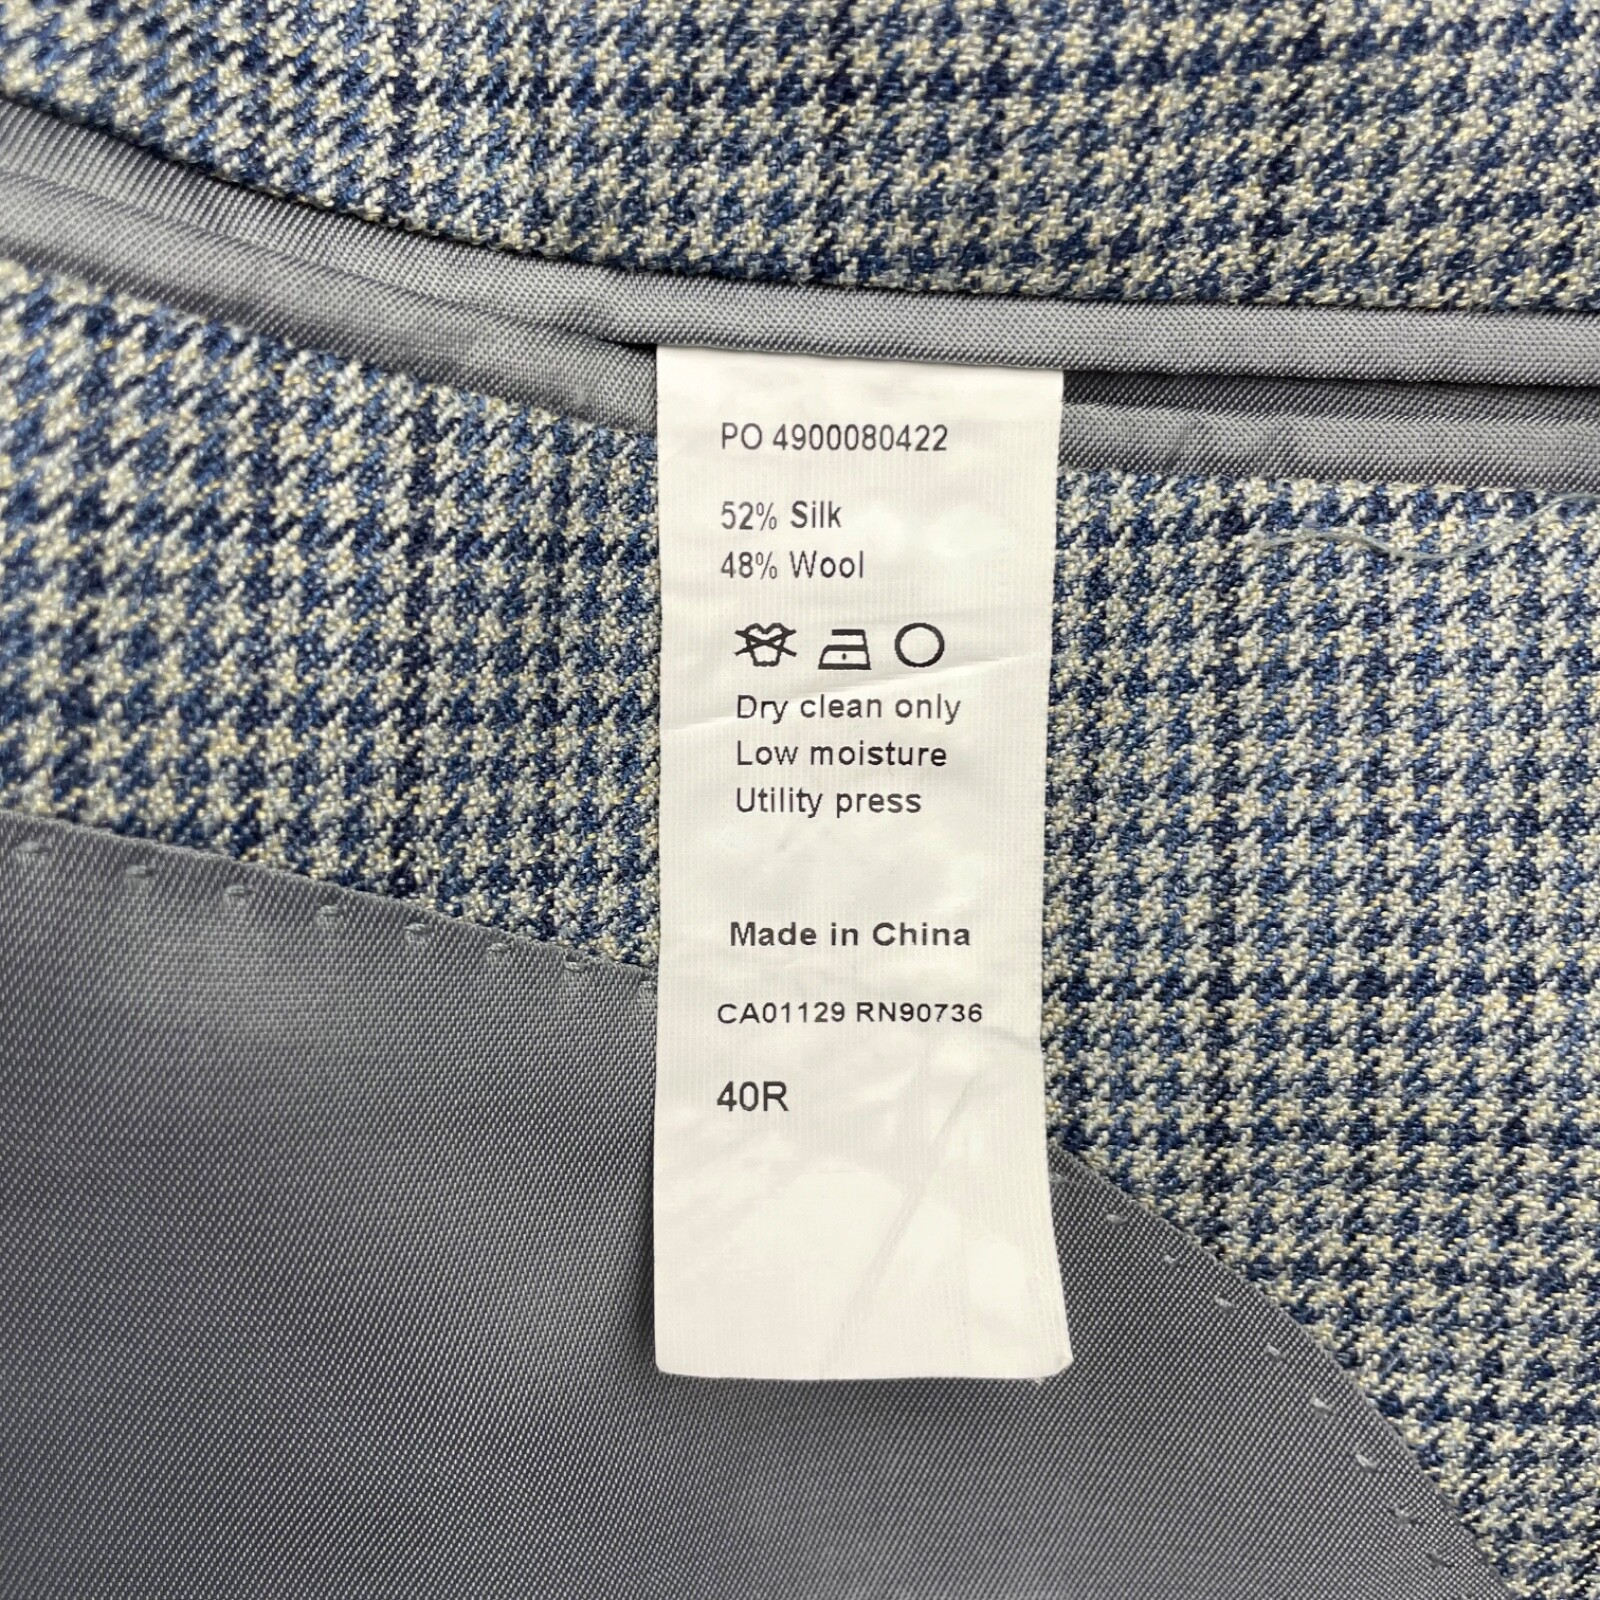 PO 4900080422
52% Silk
48% Wool
Dry clean only
Low moisture
Utility press
Made in China
CA01129 RN90736
40R